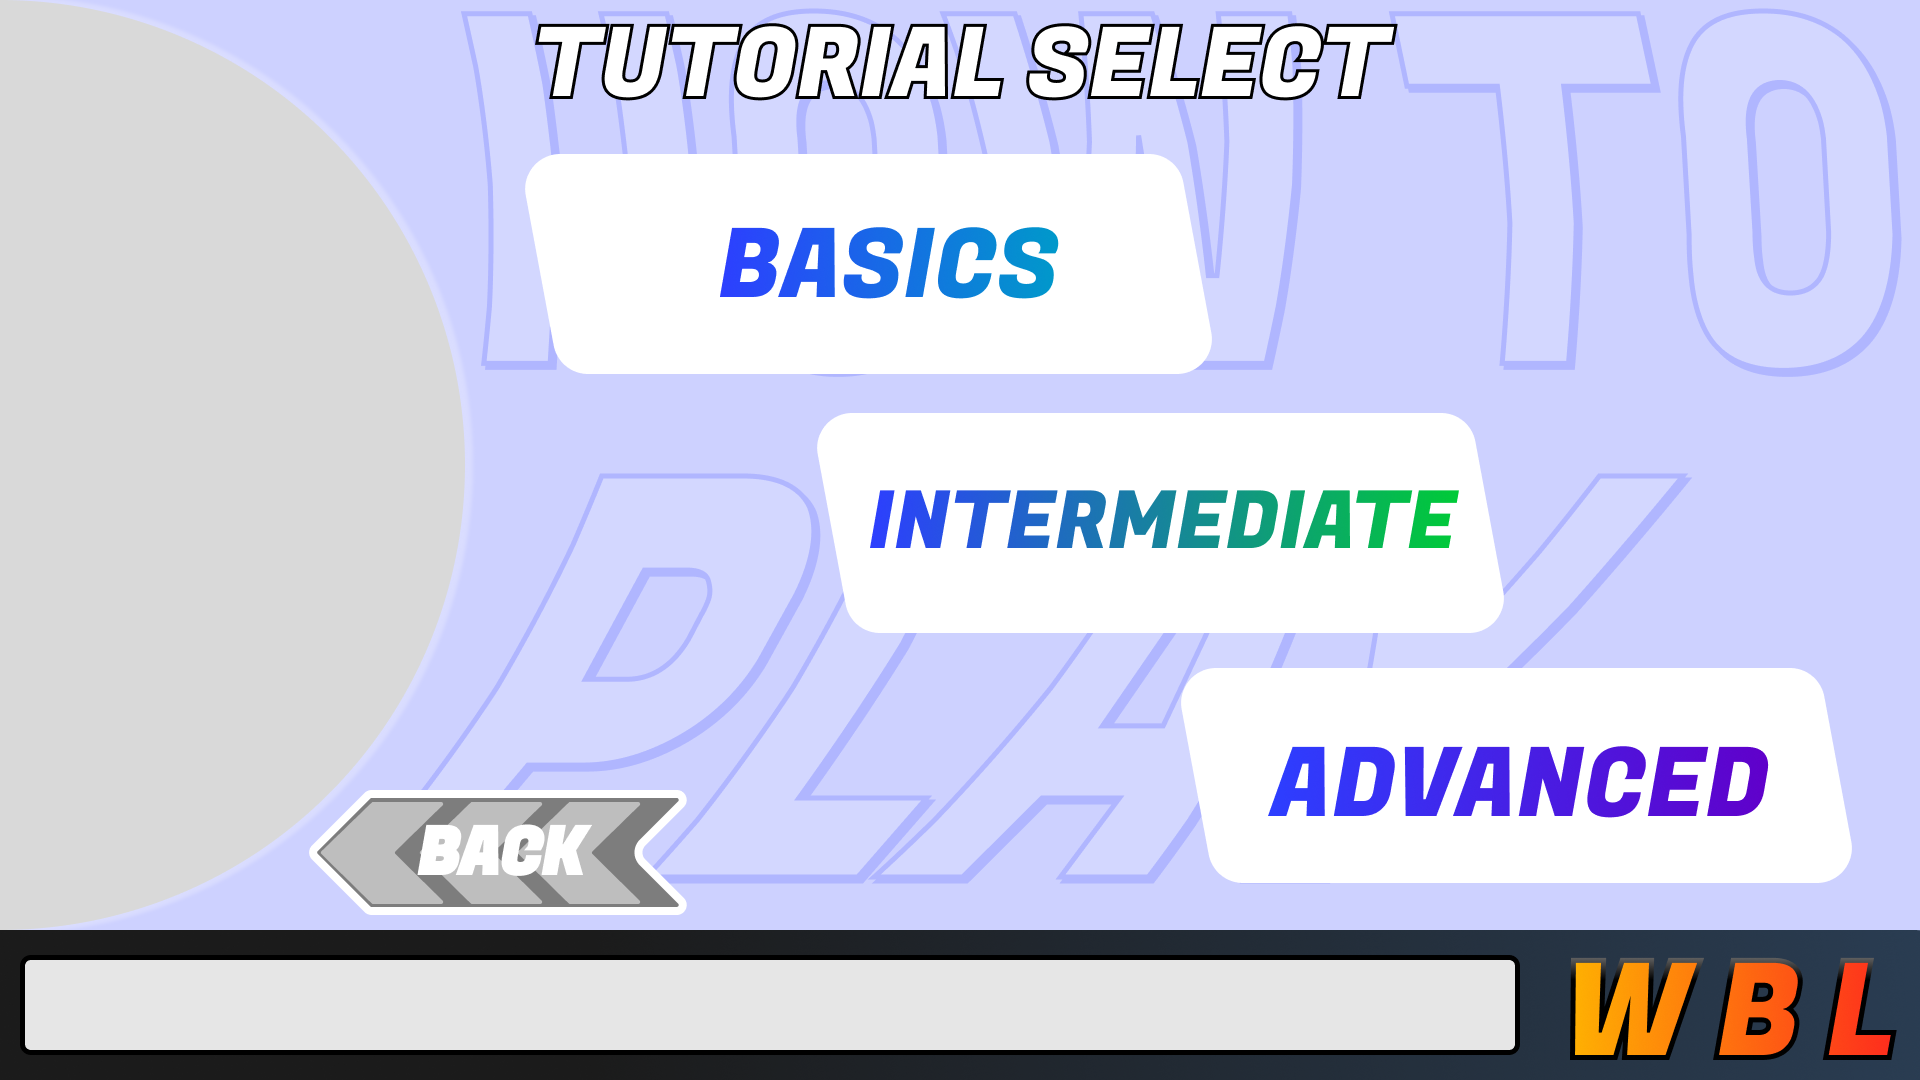 HOW TO
PLAY
TUTORIAL SELECT
BASICS
INTERMEDIATE
ADVANCED
BACK
WBL